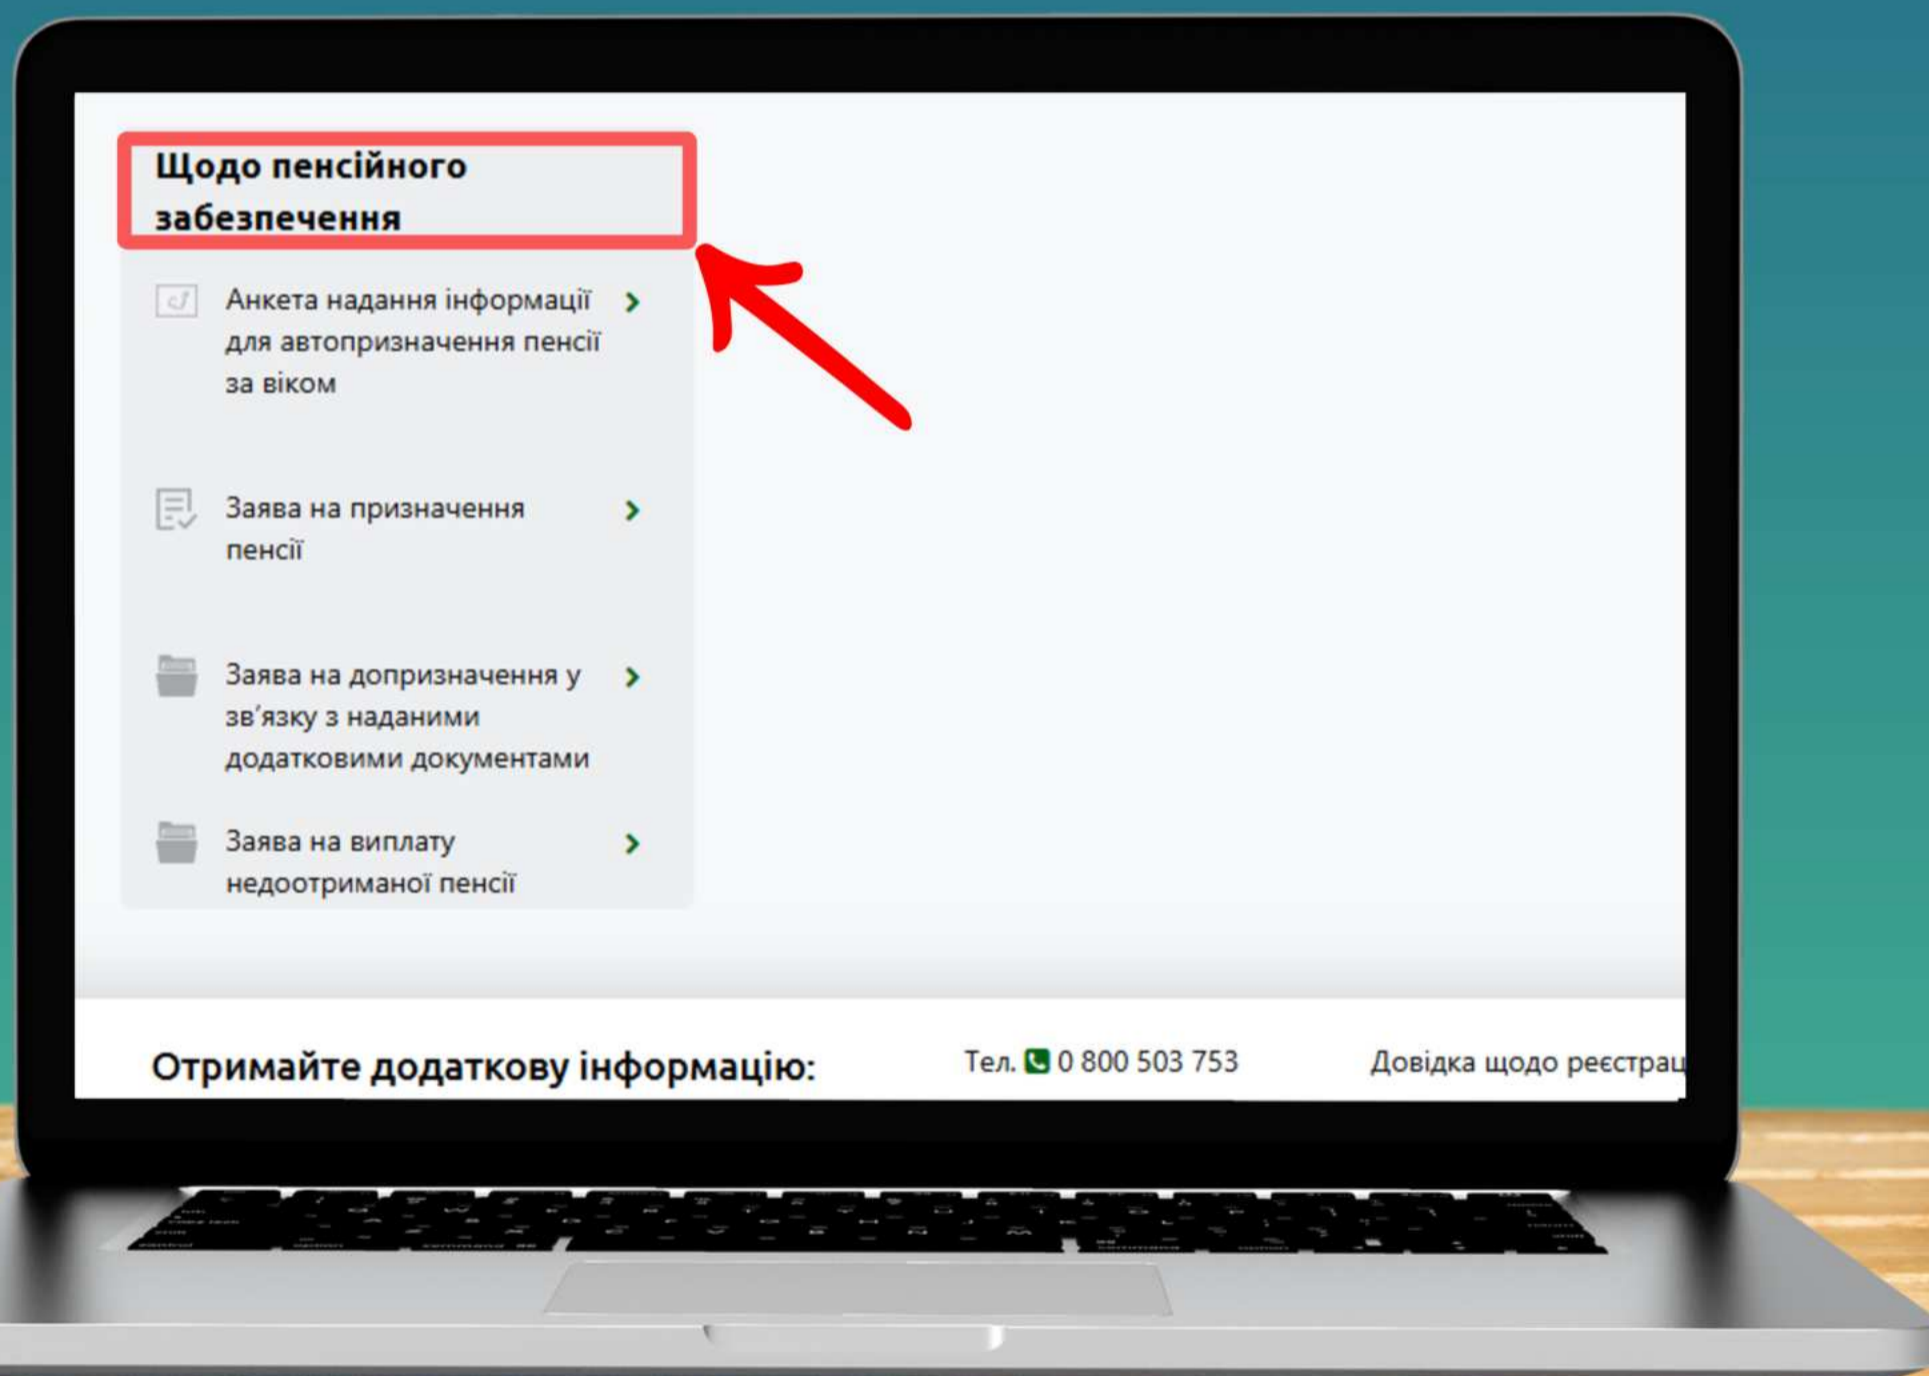 Щодо пенсійного
забезпечення
Анкета надання інформації
для автопризначення пенсії
за віком
Заява на призначення
пенсії
Заява на допризначення у
зв’язку з наданими
додатковими документами
Заява на виплату
недоотриманої пенсії
Отримайте додаткову інформацію:
Тел. 0 800 503 753
Довідка щодо реєстрац